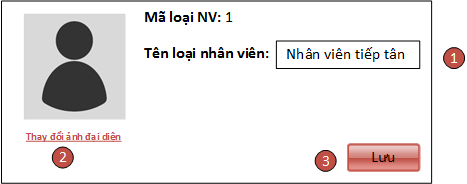 Mã loại NV: 1
Tên loại nhân viên: Nhân viên tiếp tân
1
Thay đổi ảnh đại diện
2
3
Lưu